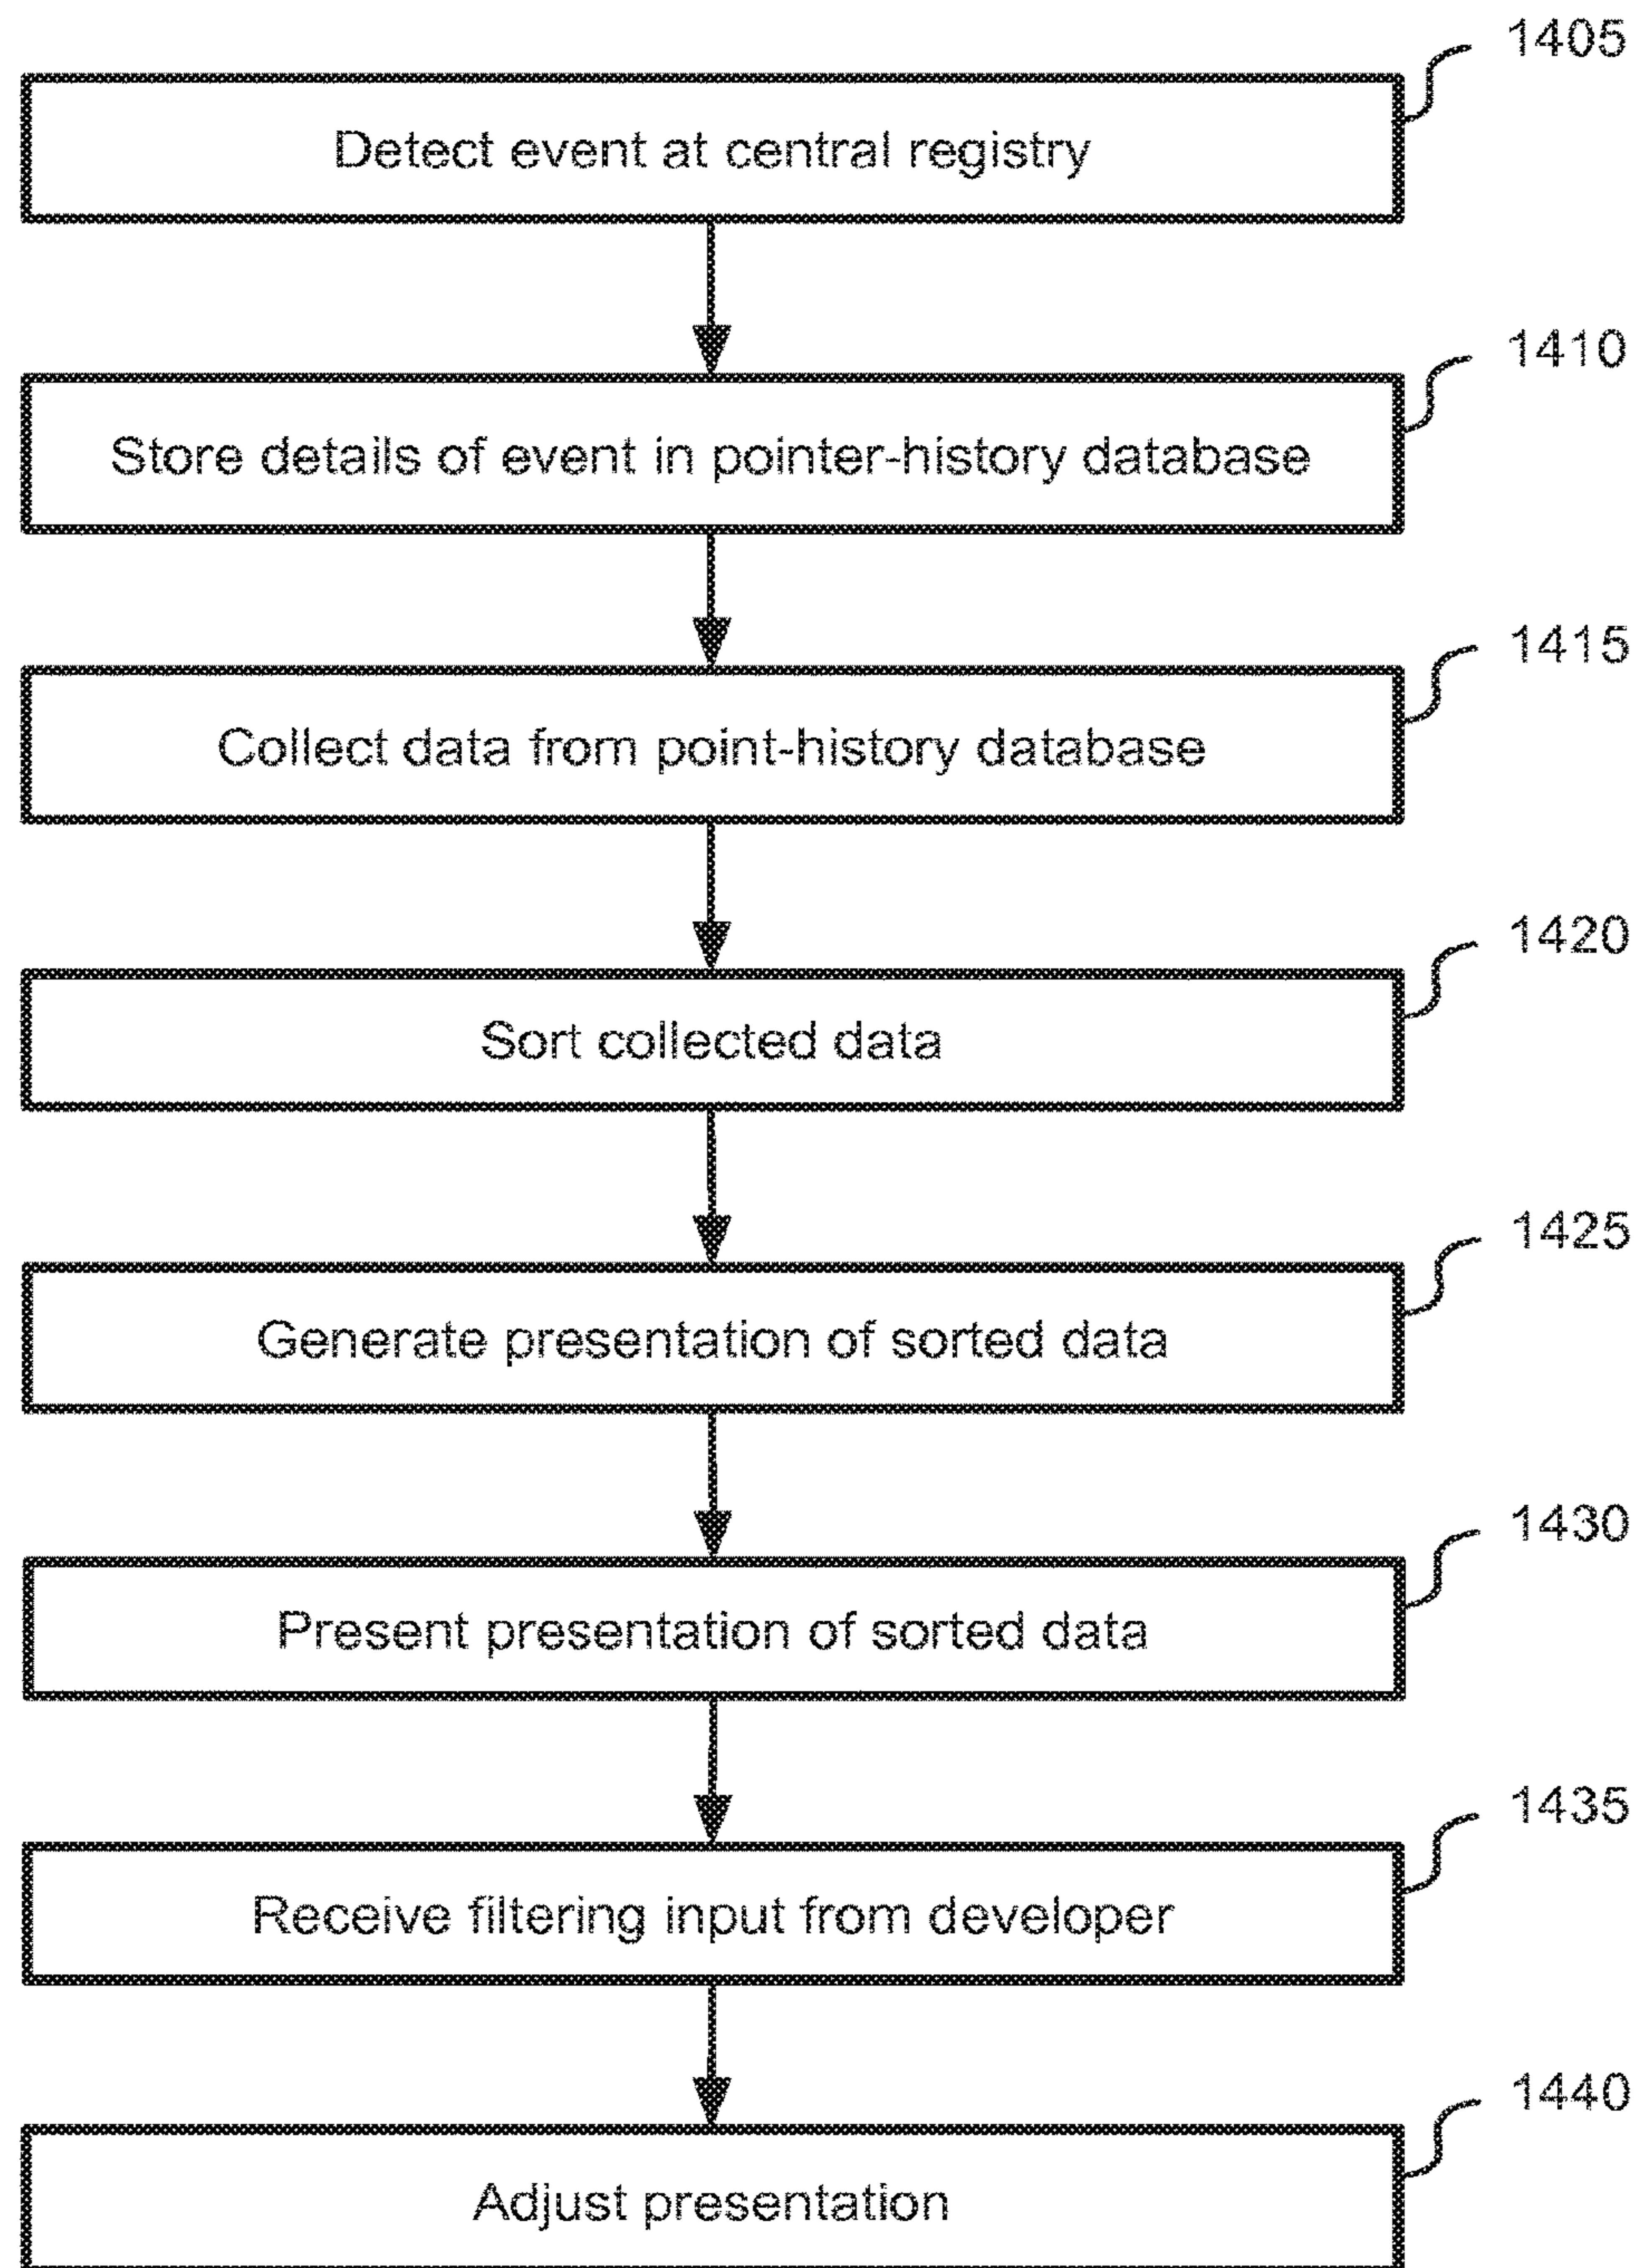 1405
Detect event at central registry
1410
Store details of event in pointer-history database
1415
Collect data from point-history database
1420
Sort collected data
1425
Generate presentation of sorted data
1430
Present presentation of sorted data
1435
Receive filtering input from developer
1440
Adjust presentation